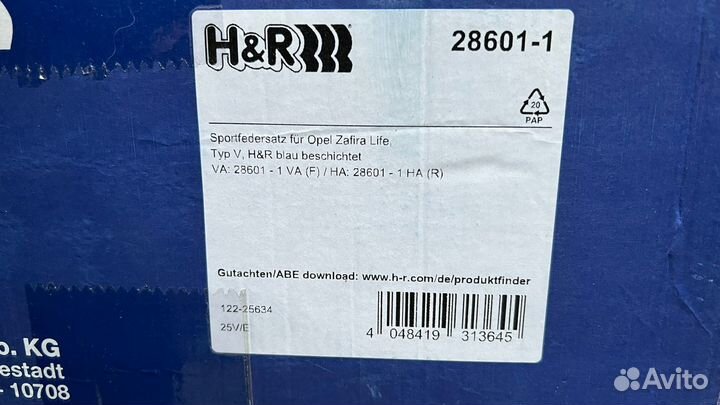 H&R
28601-1
20
PAP
Sportfedersatz für Opel Zafira Life,
Typ V, H&R blau beschichtet
VA: 28601 - 1 VA (F) / HA: 28601 - 1 HA (R)
Gutachten/ABE download: www.h-r.com/de/produktfinder
122-25634
25V/E
4 048419 313645
o. KG
estadt
- 10708
Avito